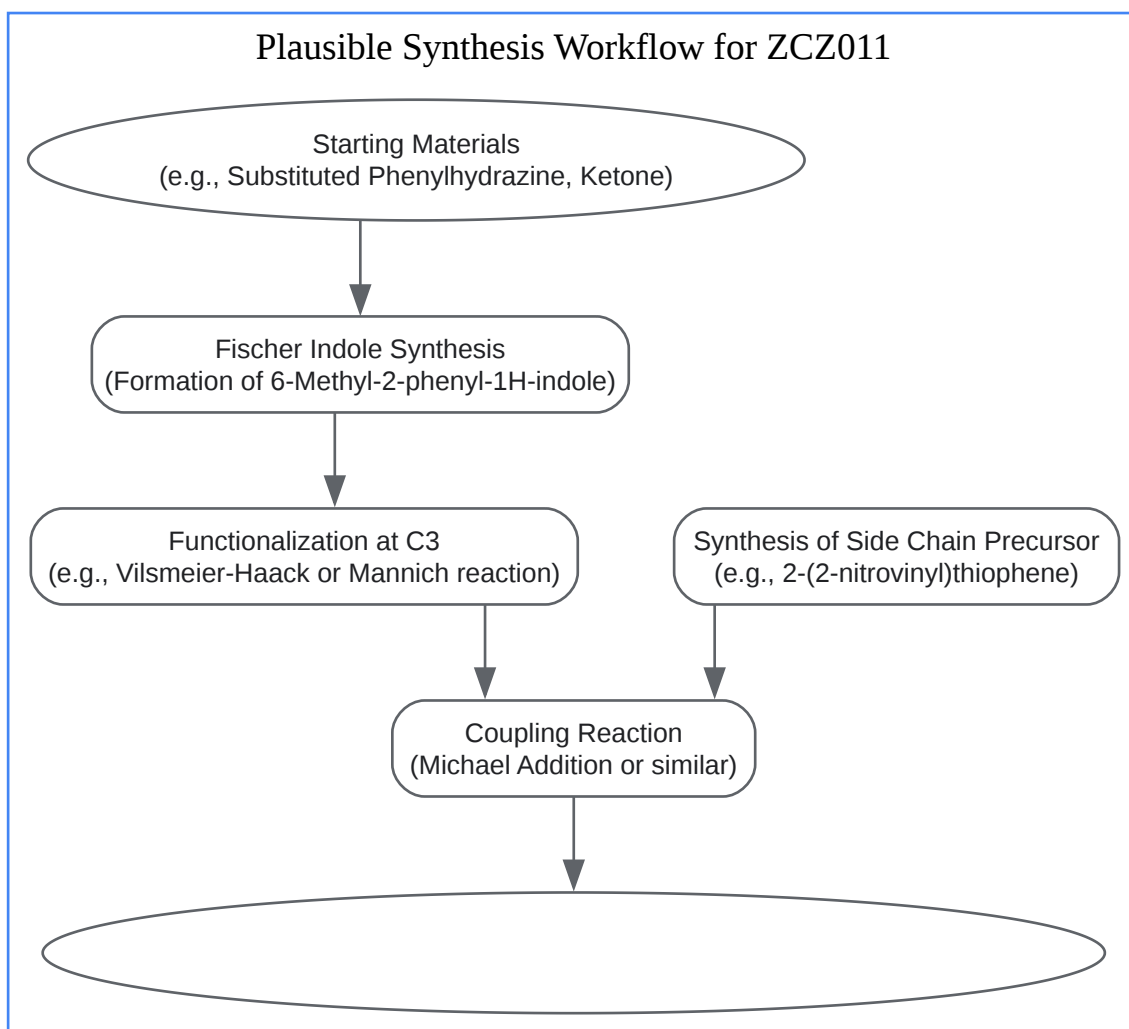 Plausible Synthesis Workflow for ZCZ011
Starting Materials
(e.g., Substituted Phenylhydrazine, Ketone)
Fischer Indole Synthesis
(Formation of 6-Methyl-2-phenyl-1H-indole)
Functionalization at C3
(e.g., Vilsmeier-Haack or Mannich reaction)
Synthesis of Side Chain Precursor
(e.g., 2-(2-nitrovinyl)thiophene)
Coupling Reaction
(Michael Addition or similar)